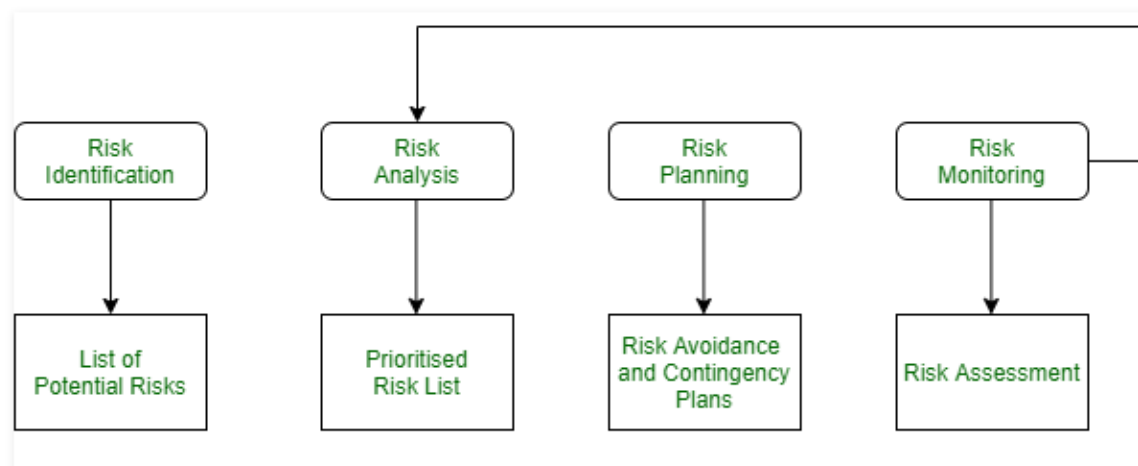 Risk
Identification
Risk
Analysis
Risk
Planning
Risk
Monitoring
List of
Potential Risks
Prioritised
Risk List
Risk Avoidance
and Contingency
Plans
Risk Assessment